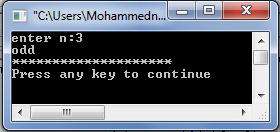 "C:\Users\Mohammedn...
enter n:3
odd
********************
Press any key to continue